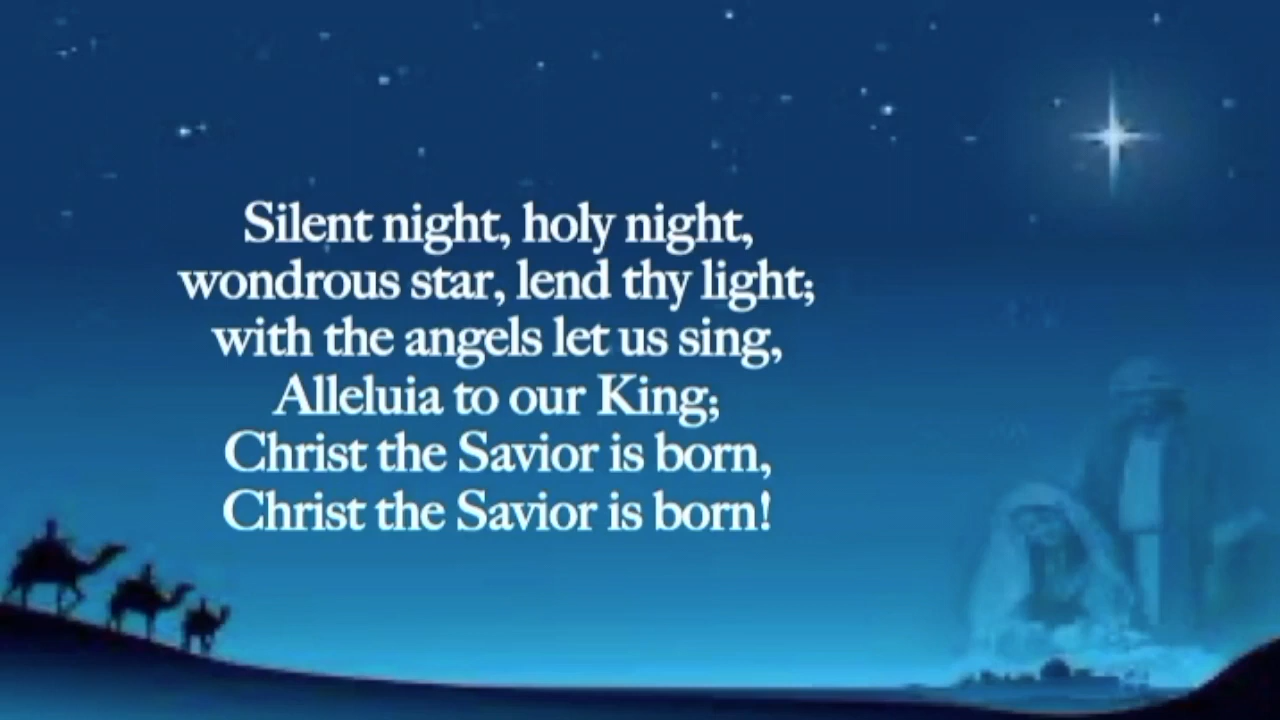 Silent night, holy night,
wondrous star, lend thy light;
with the angels let us sing,
Alleluia to our King;
Christ the Savior is born,
Christ the Savior is born!